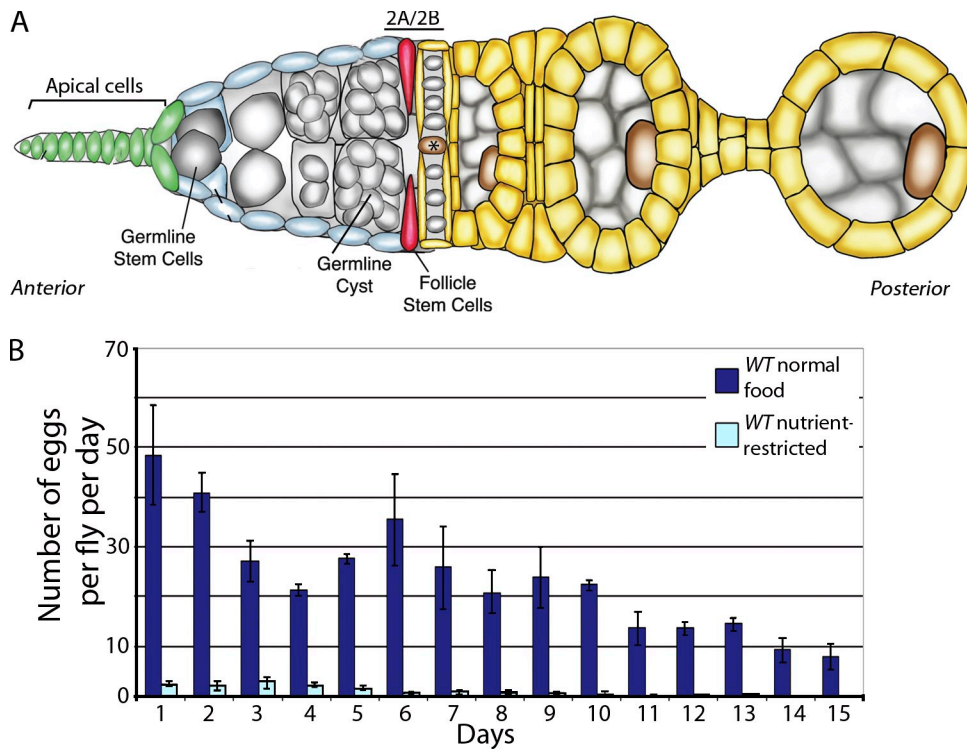 A
2A/2B
Apical cells
*
Germline
Stem Cells
Germline
Cyst
Follicle
Stem Cells
Anterior
Posterior
B
Number of eggs
per fly per day
70
50
30
10
0
WT normal
food
WT nutrient-
restricted
1 2 3 4 5 6 7 8 9 10 11 12 13 14 15
Days